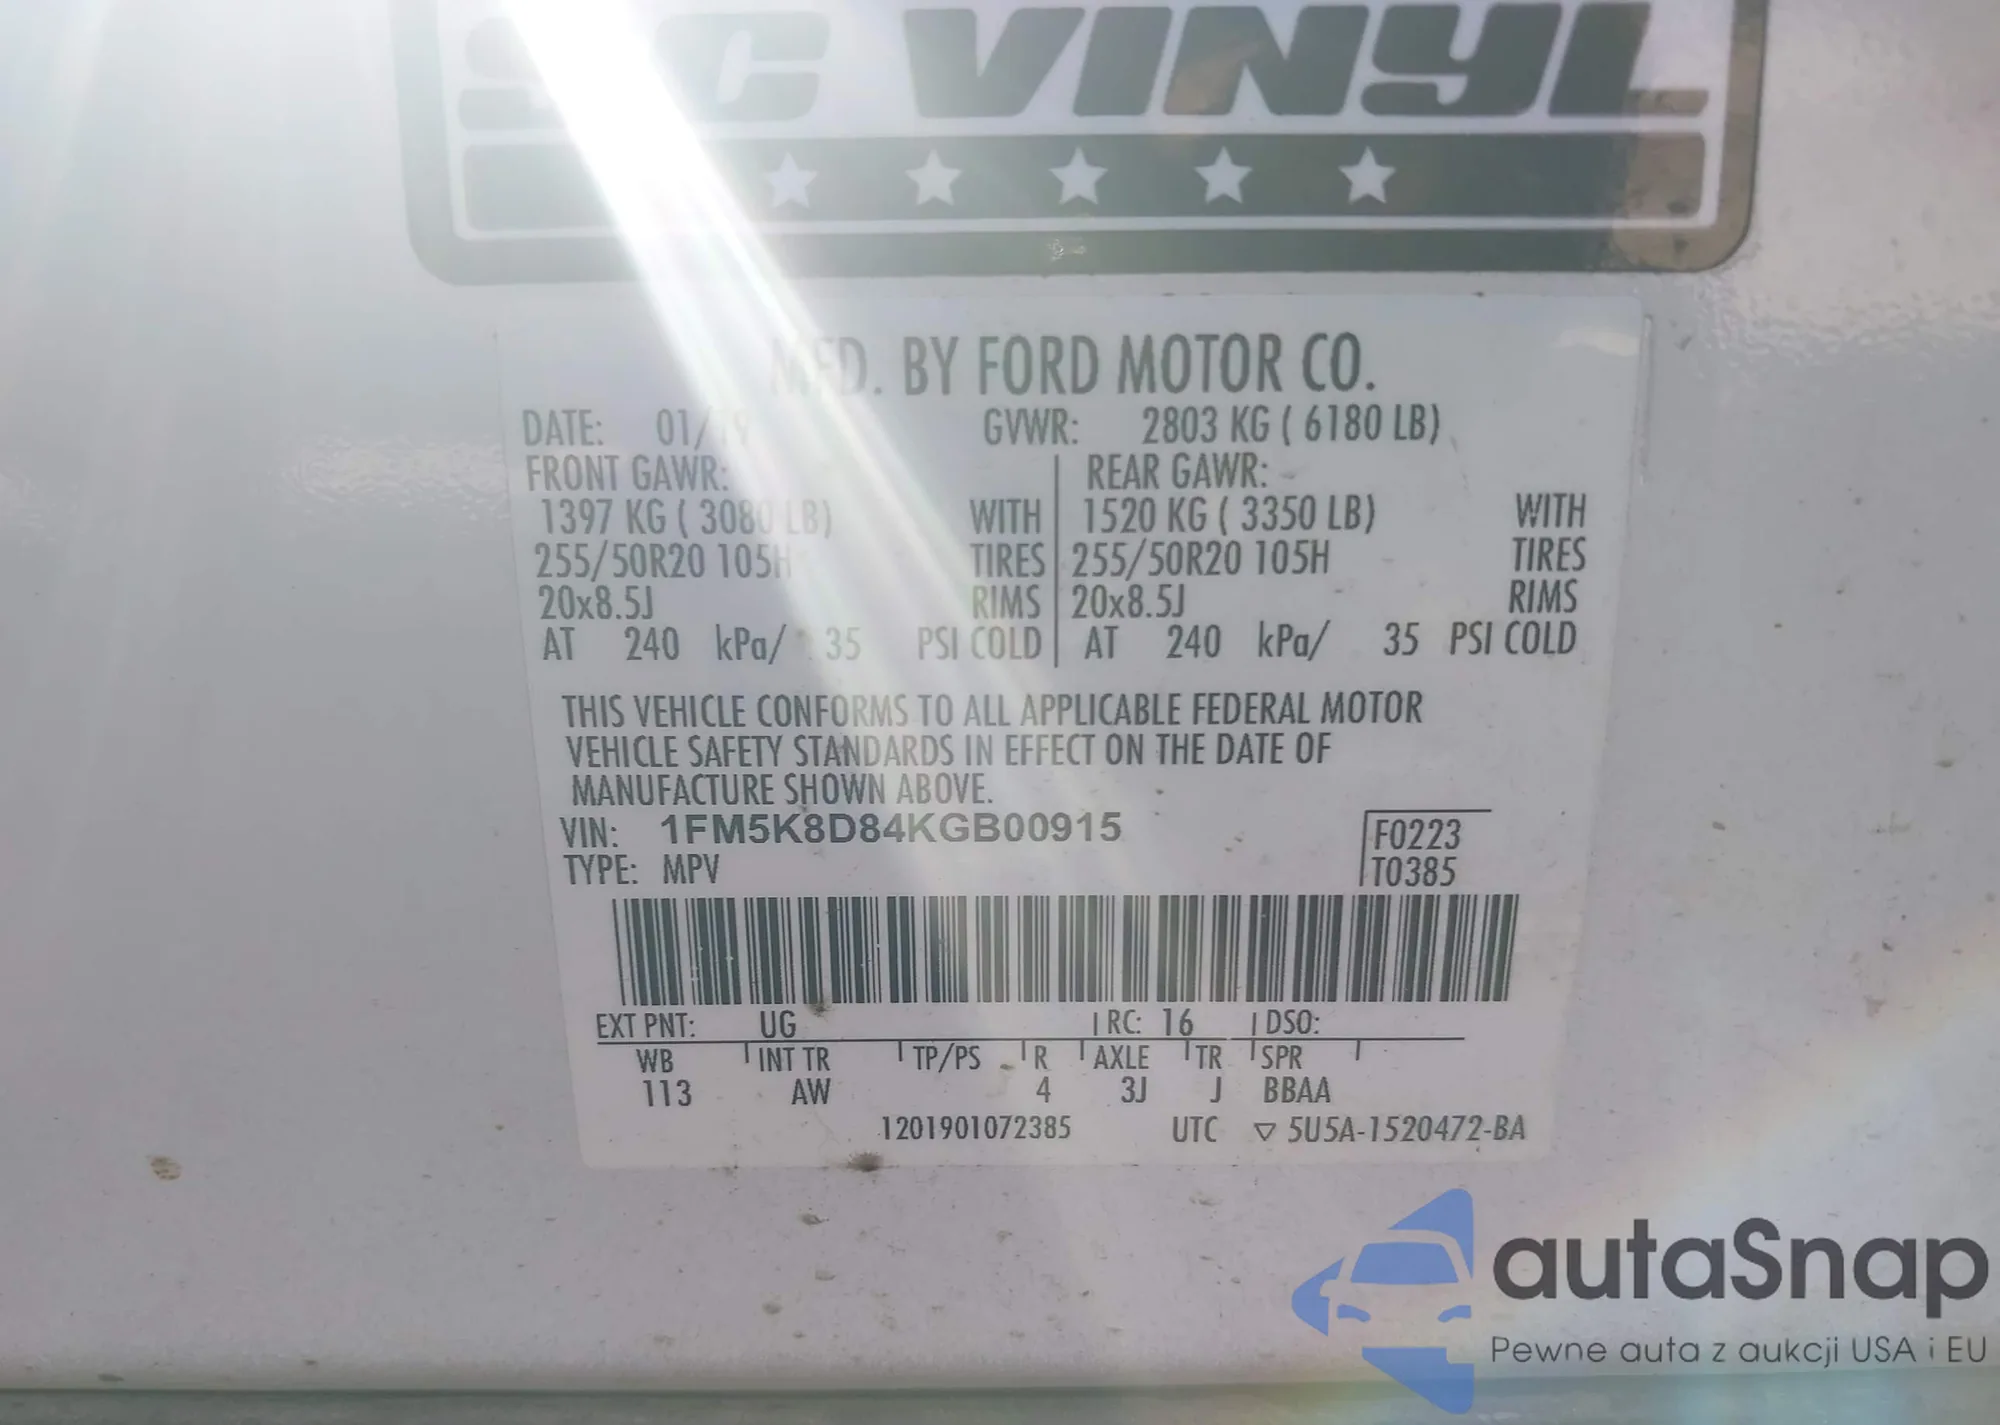 SC VINYL
MFD. BY FORD MOTOR CO.
DATE: 01/19 GVWR: 2803 KG ( 6180 LB)
FRONT GAWR: REAR GAWR:
1397 KG ( 3080 LB) WITH 1520 KG ( 3350 LB) WITH
255/50R20 105H TIRES 255/50R20 105H TIRES
20x8.5J RIMS 20x8.5J RIMS
AT 240 kPa/ 35 PSI COLD AT 240 kPa/ 35 PSI COLD
THIS VEHICLE CONFORMS TO ALL APPLICABLE FEDERAL MOTOR
VEHICLE SAFETY STANDARDS IN EFFECT ON THE DATE OF
MANUFACTURE SHOWN ABOVE.
VIN: 1FM5K8D84KGB00915 F0223
TYPE: MPV T0385
EXT PNT: UG RC: 16 DSO:
WB INT TR TP/PS R AXLE TR SPR
113 AW 4 3J J BBAA
1201901072385 UTC ▽ 5U5A-1520472-BA
autaSnap
Pewne auta z aukcji USA i EU